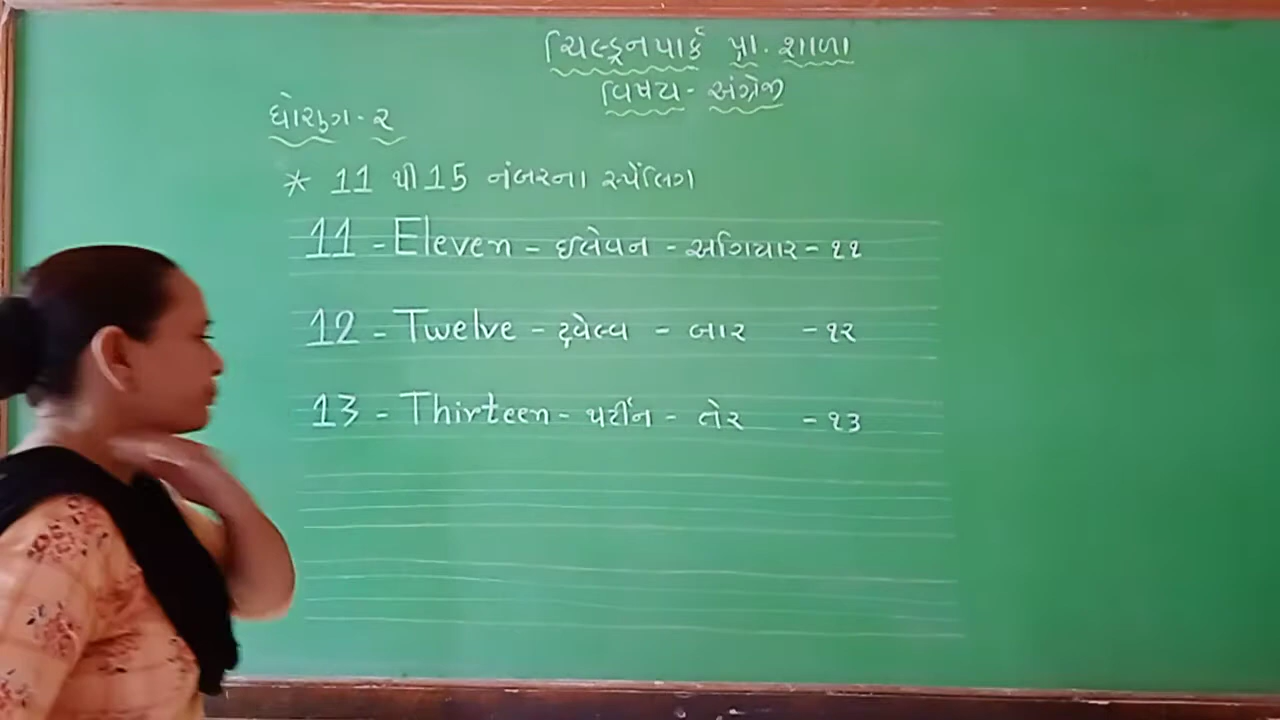 ચિલ્ડ્રનપાર્ક પ્રા. શાળા
વિષય - અંગ્રેજી
ધોરણ - ૨
* 11 થી 15 નંબરના સ્પેંલિગ
11 - Eleven - ઈલેવન - અગિયાર - ૧૧
12 - Twelve - ટ્વેલ્વ - બાર - ૧૨
13 - Thirteen - થર્ટીન - તેર - ૧૩